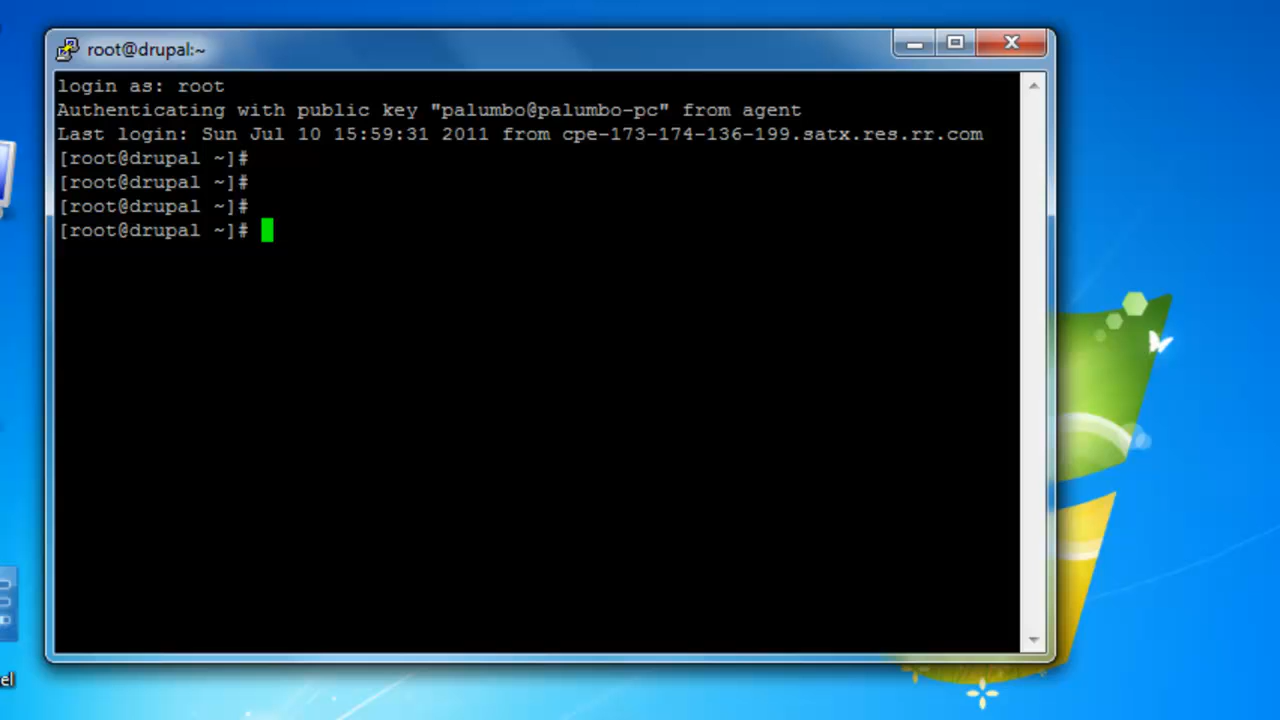 root@drupal:~
login as: root
Authenticating with public key "palumbo@palumbo-pc" from agent
Last login: Sun Jul 10 15:59:31 2011 from cpe-173-174-136-199.satx.res.rr.com
[root@drupal ~]#
[root@drupal ~]#
[root@drupal ~]#
[root@drupal ~]#
el